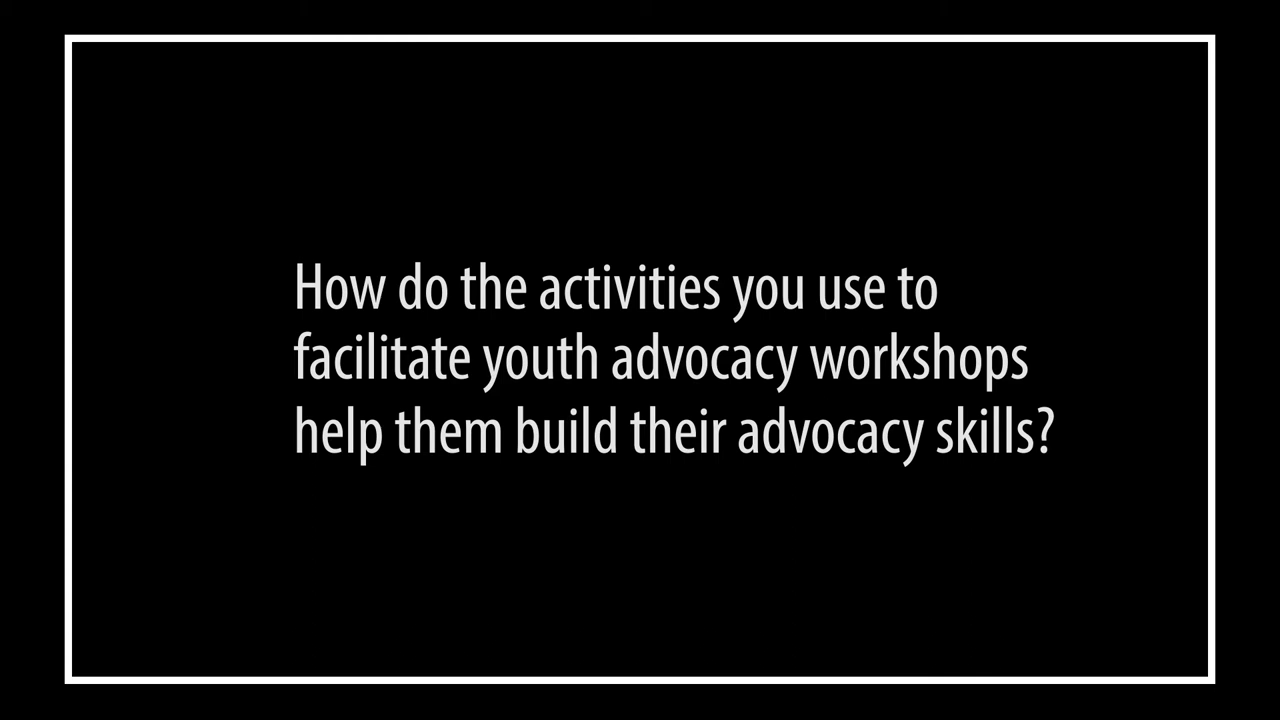 How do the activities you use to
facilitate youth advocacy workshops
help them build their advocacy skills?